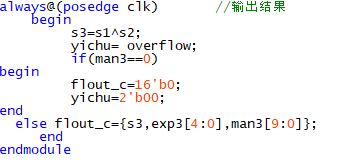 always@(posedge clk)        //输出结果
    begin
        s3=s1^s2;
        yichu= overflow;
        if(man3==0)
begin
        flout_c=16'b0;
        yichu=2'b00;
end
  else flout_c={s3,exp3[4:0],man3[9:0]};
     end
endmodule